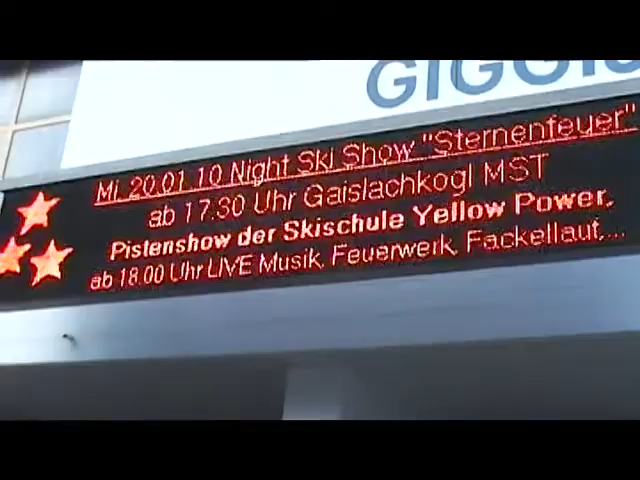 Mi. 20.01.10 Night Ski Show "Sternenfeuer"
ab 17.30 Uhr Gaislachkogl MST
Pistenshow der Skischule Yellow Power,
ab 18.00 Uhr LIVE Musik, Feuerwerk, Fackellauf,...